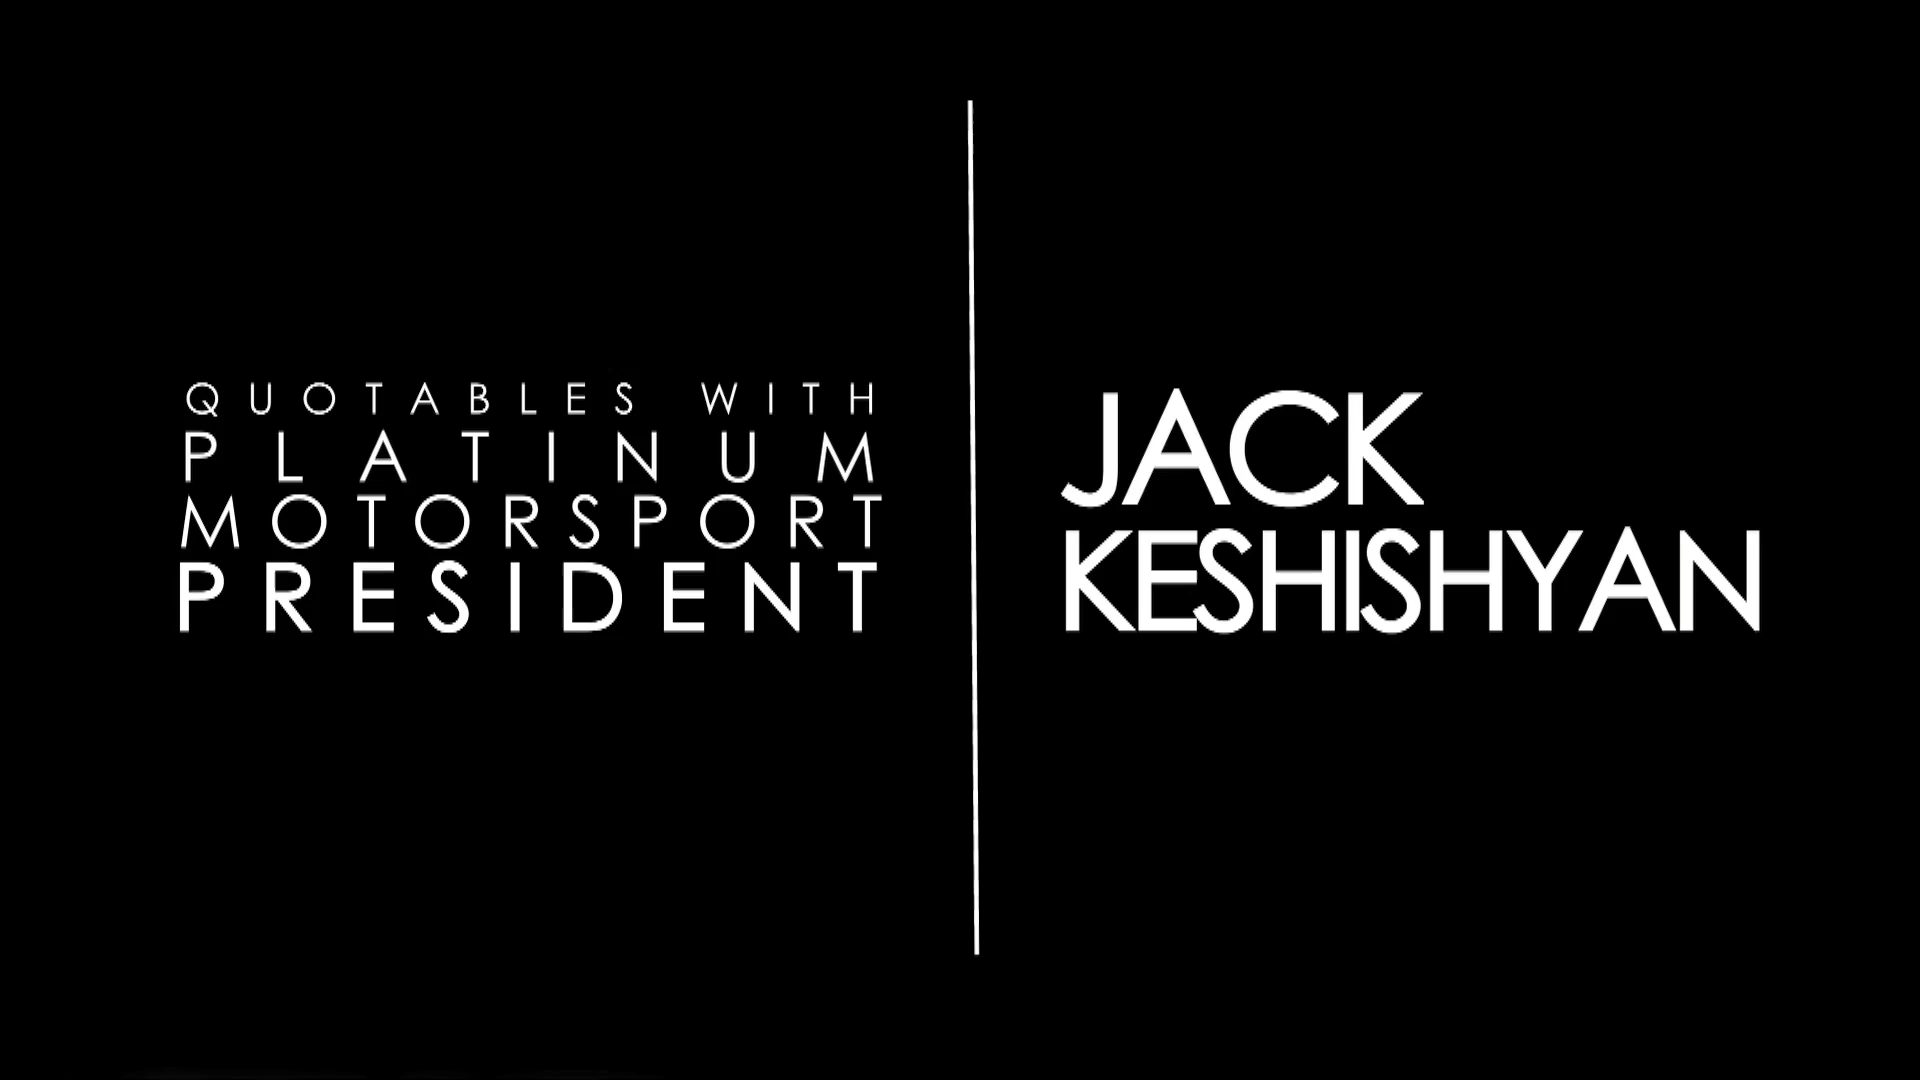 QUOTABLES WITH
PLATINUM
MOTORSPORT
PRESIDENT
JACK
KESHISHYAN